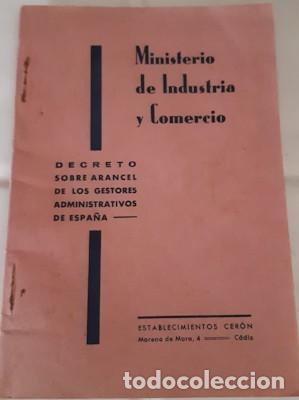 Ministerio
de Industria
y Comercio
DECRETO
SOBRE ARANCEL
DE LOS GESTORES
ADMINISTRATIVOS
DE ESPAÑA
ESTABLECIMIENTOS CERÓN
Moreno de Mora, 4 — Cádiz
todocoleccion.net